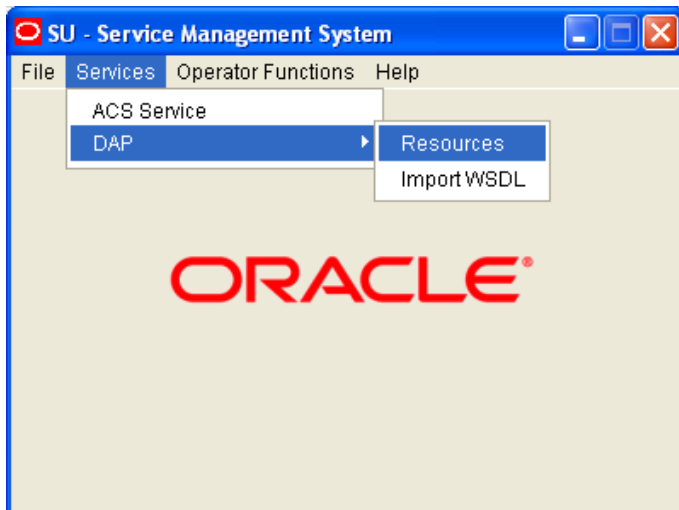 SU - Service Management System
File Services Operator Functions Help
ACS Service
DAP Resources
Import WSDL
ORACLE®